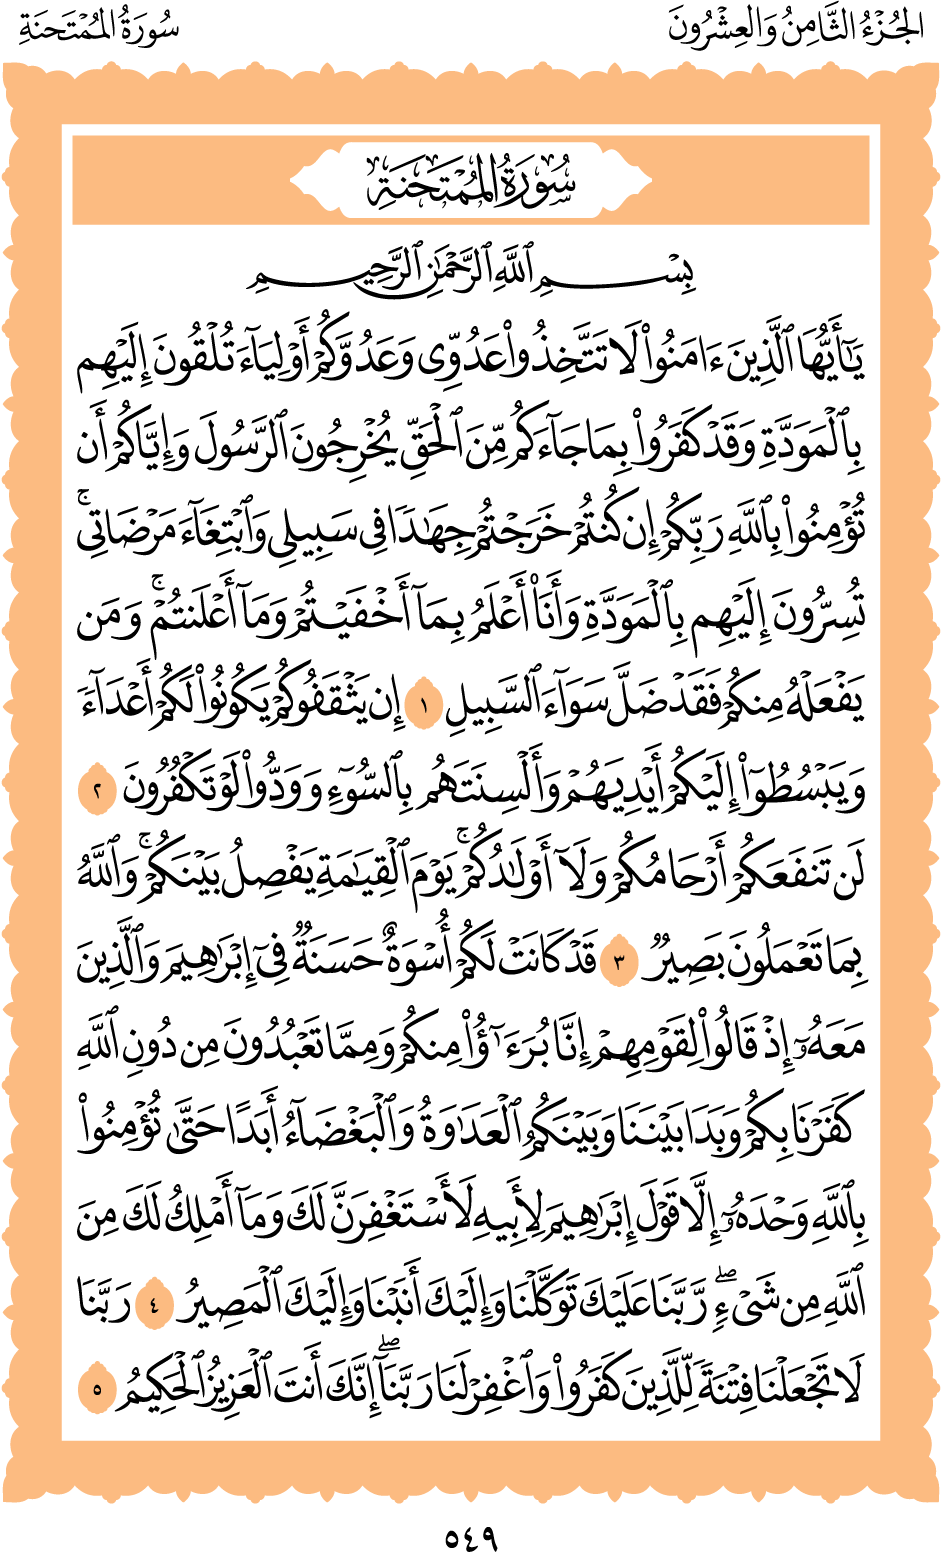 الجُزْءُ الثَّامِنُ وَالعِشْرُونَ
سُورَةُ المُمْتَحنَةِ
سُورَةُ المُمْتَحَنَةِ
بِسْمِ ٱللَّهِ ٱلرَّحْمَٰنِ ٱلرَّحِيمِ
يَٰٓأَيُّهَا ٱلَّذِينَ ءَامَنُوا۟ لَا تَتَّخِذُوا۟ عَدُوِّى وَعَدُوَّكُمْ أَوْلِيَآءَ تُلْقُونَ إِلَيْهِم
بِٱلْمَوَدَّةِ وَقَدْ كَفَرُوا۟ بِمَا جَآءَكُم مِّنَ ٱلْحَقِّ يُخْرِجُونَ ٱلرَّسُولَ وَإِيَّاكُمْ أَن
تُؤْمِنُوا۟ بِٱللَّهِ رَبِّكُمْ إِن كُنتُمْ خَرَجْتُمْ جِهَٰدًا فِى سَبِيلِى وَٱبْتِغَآءَ مَرْضَاتِى ۚ
تُسِرُّونَ إِلَيْهِم بِٱلْمَوَدَّةِ وَأَنَا۠ أَعْلَمُ بِمَآ أَخْفَيْتُمْ وَمَآ أَعْلَنتُمْ ۚ وَمَن
يَفْعَلْهُ مِنكُمْ فَقَدْ ضَلَّ سَوَآءَ ٱلسَّبِيلِ ١ إِن يَثْقَفُوكُمْ يَكُونُوا۟ لَكُمْ أَعْدَآءً
وَيَبْسُطُوٓا۟ إِلَيْكُمْ أَيْدِيَهُمْ وَأَلْسِنَتَهُم بِٱلسُّوٓءِ وَوَدُّوا۟ لَوْ تَكْفُرُونَ ٢
لَن تَنفَعَكُمْ أَرْحَامُكُمْ وَلَآ أَوْلَٰدُكُمْ ۚ يَوْمَ ٱلْقِيَٰمَةِ يَفْصِلُ بَيْنَكُمْ ۚ وَٱللَّهُ
بِمَا تَعْمَلُونَ بَصِيرٌ ٣ قَدْ كَانَتْ لَكُمْ أُسْوَةٌ حَسَنَةٌ فِىٓ إِبْرَٰهِيمَ وَٱلَّذِينَ
مَعَهُۥٓ إِذْ قَالُوا۟ لِقَوْمِهِمْ إِنَّا بُرَءَٰٓؤُا۟ مِنكُمْ وَمِمَّا تَعْبُدُونَ مِن دُونِ ٱللَّهِ
كَفَرْنَا بِكُمْ وَبَدَا بَيْنَنَا وَبَيْنَكُمُ ٱلْعَدَٰوَةُ وَٱلْبَغْضَآءُ أَبَدًا حَتَّىٰ تُؤْمِنُوا۟
بِٱللَّهِ وَحْدَهُۥٓ إِلَّا قَوْلَ إِبْرَٰهِيمَ لِأَبِيهِ لَأَسْتَغْفِرَنَّ لَكَ وَمَآ أَمْلِكُ لَكَ مِنَ
ٱللَّهِ مِن شَىْءٍ ۖ رَّبَّنَا عَلَيْكَ تَوَكَّلْنَا وَإِلَيْكَ أَنَبْنَا وَإِلَيْكَ ٱلْمَصِيرُ ٤ رَبَّنَا
لَا تَجْعَلْنَا فِتْنَةً لِّلَّذِينَ كَفَرُوا۟ وَٱغْفِرْ لَنَا رَبَّنَآ ۖ إِنَّكَ أَنتَ ٱلْعَزِيزُ ٱلْحَكِيمُ ٥
٥٤٩